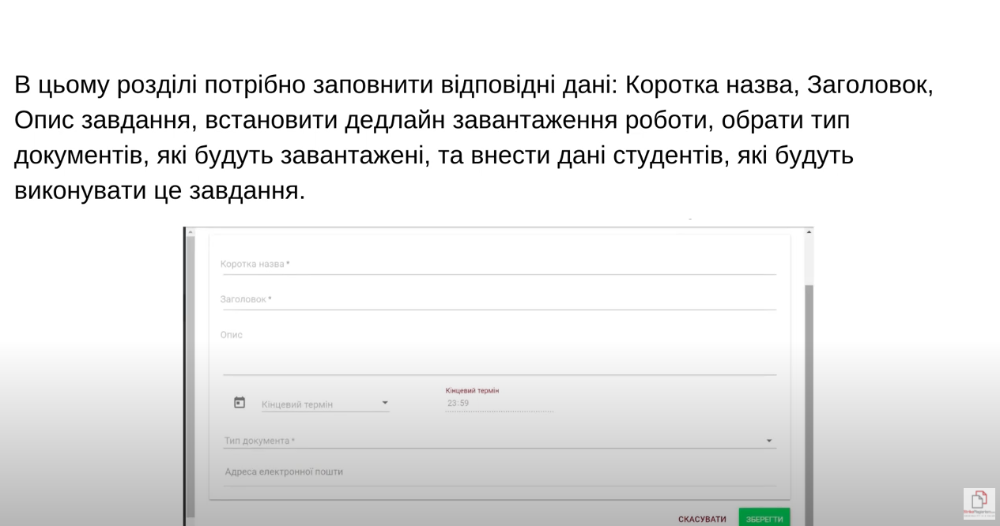 В цьому розділі потрібно заповнити відповідні дані: Коротка назва, Заголовок,
Опис завдання, встановити дедлайн завантаження роботи, обрати тип
документів, які будуть завантажені, та внести дані студентів, які будуть
виконувати це завдання.
Коротка назва *
Заголовок *
Опис
Кінцевий термін
Кінцевий термін
23:59
Тип документа *
Адреса електронної пошти
СКАСУВАТИ
ЗБЕРЕГТИ